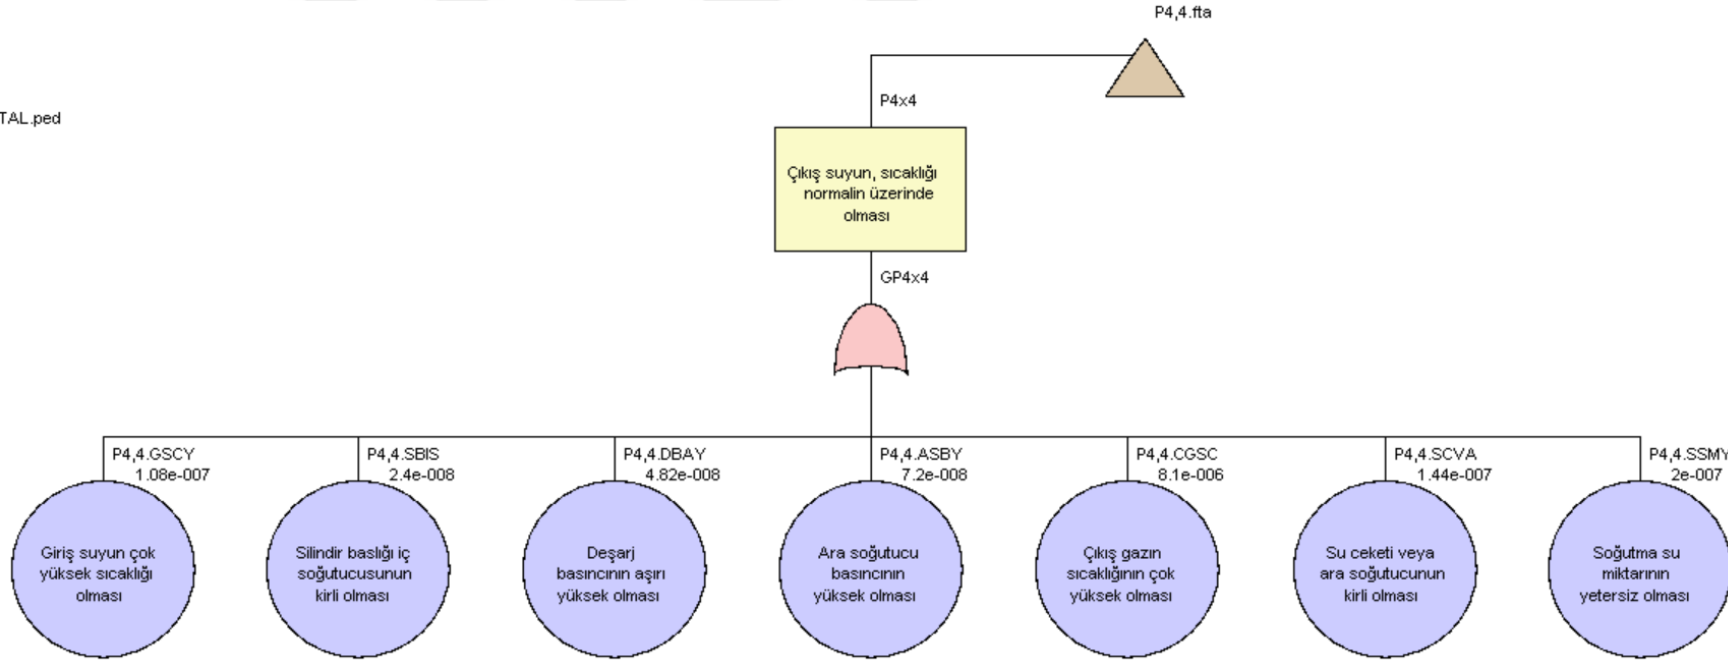 P4,4.fta
TAL.ped
P4x4
Çıkış suyun, sıcaklığı
normalin üzerinde
olması
GP4x4
P4,4.GSCY
1.08e-007
Giriş suyun çok
yüksek sıcaklığı
olması
P4,4.SBIS
2.4e-008
Silindir baslığı iç
soğutucusunun
kirli olması
P4,4.DBAY
4.82e-008
Deşarj
basıncının aşırı
yüksek olması
P4,4.ASBY
7.2e-008
Ara soğutucu
basıncının
yüksek olması
P4,4.CGSC
8.1e-006
Çıkış gazın
sıcaklığının çok
yüksek olması
P4,4.SCVA
1.44e-007
Su ceketi veya
ara soğutucunun
kirli olması
P4,4.SSMY
2e-007
Soğutma su
miktarının
yetersiz olması